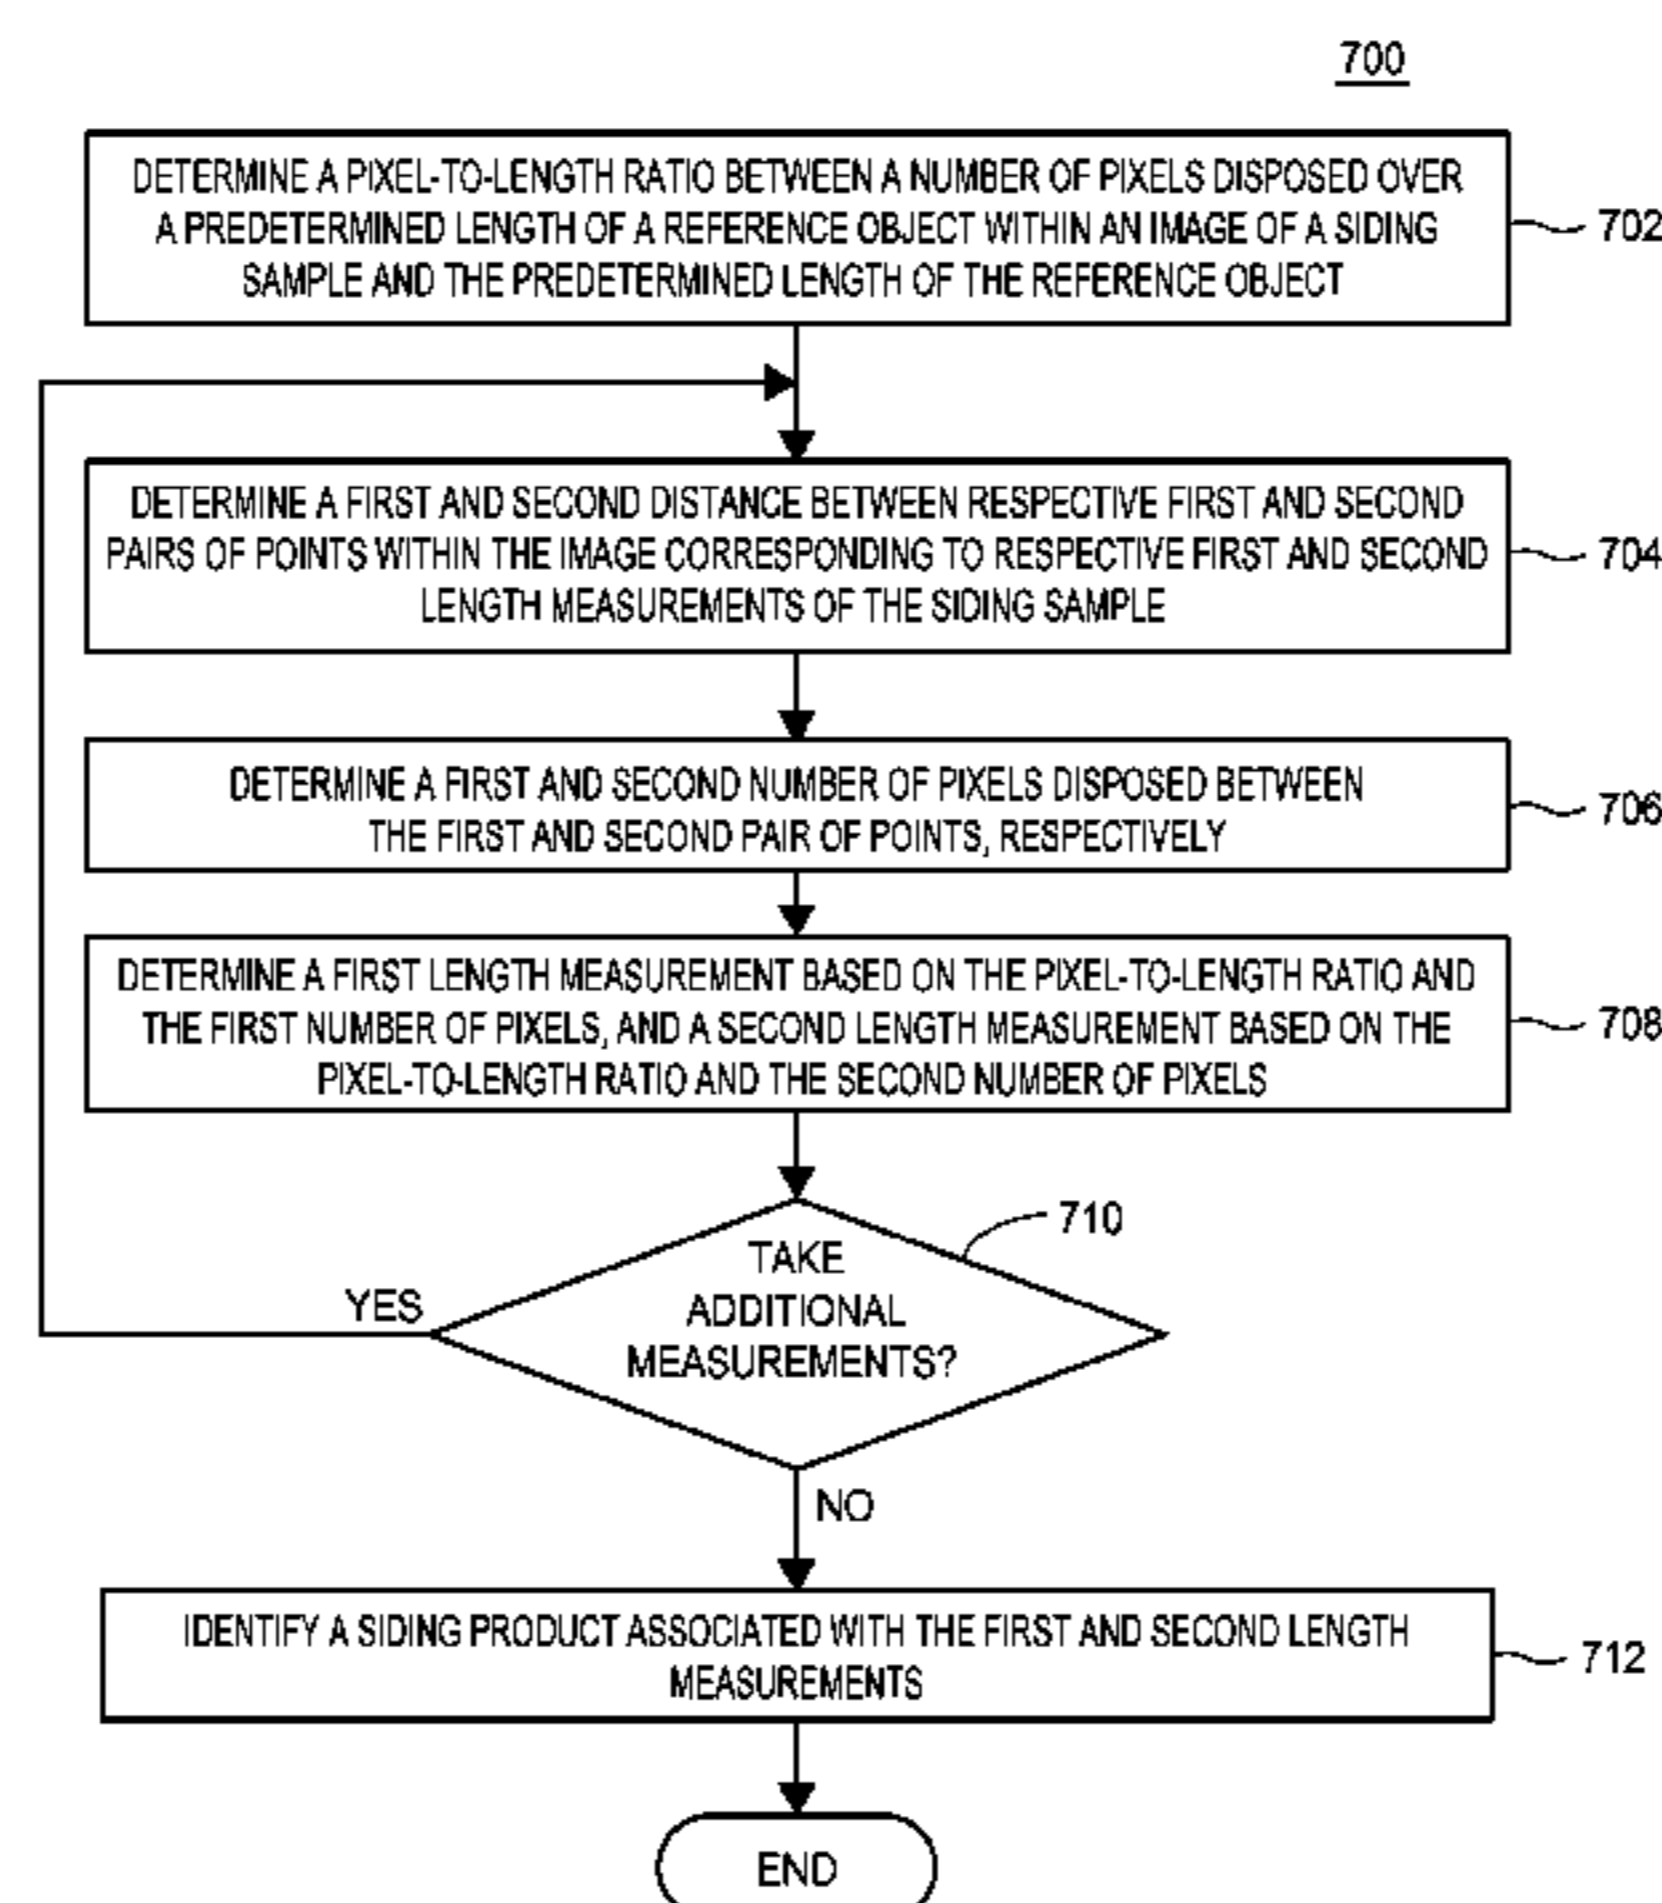 700
DETERMINE A PIXEL-TO-LENGTH RATIO BETWEEN A NUMBER OF PIXELS DISPOSED OVER
A PREDETERMINED LENGTH OF A REFERENCE OBJECT WITHIN AN IMAGE OF A SIDING
SAMPLE AND THE PREDETERMINED LENGTH OF THE REFERENCE OBJECT
702
DETERMINE A FIRST AND SECOND DISTANCE BETWEEN RESPECTIVE FIRST AND SECOND
PAIRS OF POINTS WITHIN THE IMAGE CORRESPONDING TO RESPECTIVE FIRST AND SECOND
LENGTH MEASUREMENTS OF THE SIDING SAMPLE
704
DETERMINE A FIRST AND SECOND NUMBER OF PIXELS DISPOSED BETWEEN
THE FIRST AND SECOND PAIR OF POINTS, RESPECTIVELY
706
DETERMINE A FIRST LENGTH MEASUREMENT BASED ON THE PIXEL-TO-LENGTH RATIO AND
THE FIRST NUMBER OF PIXELS, AND A SECOND LENGTH MEASUREMENT BASED ON THE
PIXEL-TO-LENGTH RATIO AND THE SECOND NUMBER OF PIXELS
708
710
TAKE
ADDITIONAL
MEASUREMENTS?
YES
NO
IDENTIFY A SIDING PRODUCT ASSOCIATED WITH THE FIRST AND SECOND LENGTH
MEASUREMENTS
712
END